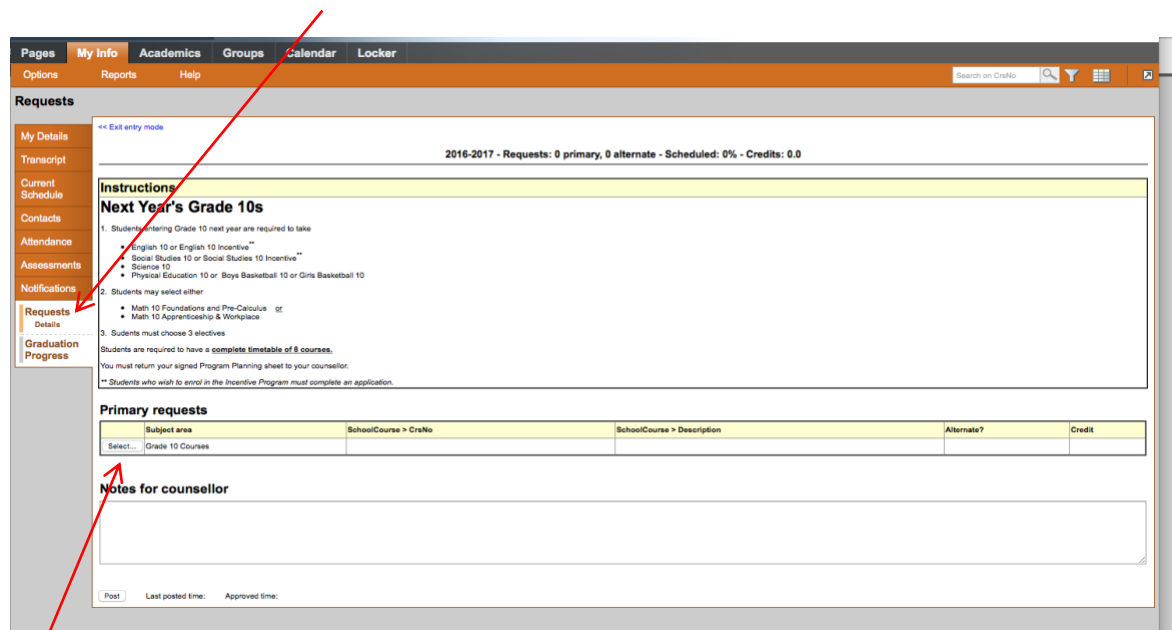 Pages My Info Academics Groups Calendar Locker
Options Reports Help Search on CrsNo
Requests
My Details
Transcript
Current
Schedule
Contacts
Attendance
Assessments
Notifications
Requests
Details
Graduation
Progress
<< Exit entry mode
2016-2017 - Requests: 0 primary, 0 alternate - Scheduled: 0% - Credits: 0.0
Instructions
Next Year's Grade 10s
1. Students entering Grade 10 next year are required to take
• English 10 or English 10 Incentive**
• Social Studies 10 or Social Studies 10 Incentive**
• Science 10
• Physical Education 10 or Boys Basketball 10 or Girls Basketball 10
2. Students may select either
• Math 10 Foundations and Pre-Calculus or
• Math 10 Apprenticeship & Workplace
3. Sudents must choose 3 electives
Students are required to have a complete timetable of 8 courses.
You must return your signed Program Planning sheet to your counsellor.
** Students who wish to enrol in the Incentive Program must complete an application.
Primary requests
Subject area SchoolCourse > CrsNo SchoolCourse > Description Alternate? Credit
Select... Grade 10 Courses
Notes for counsellor
Post Last posted time: Approved time: